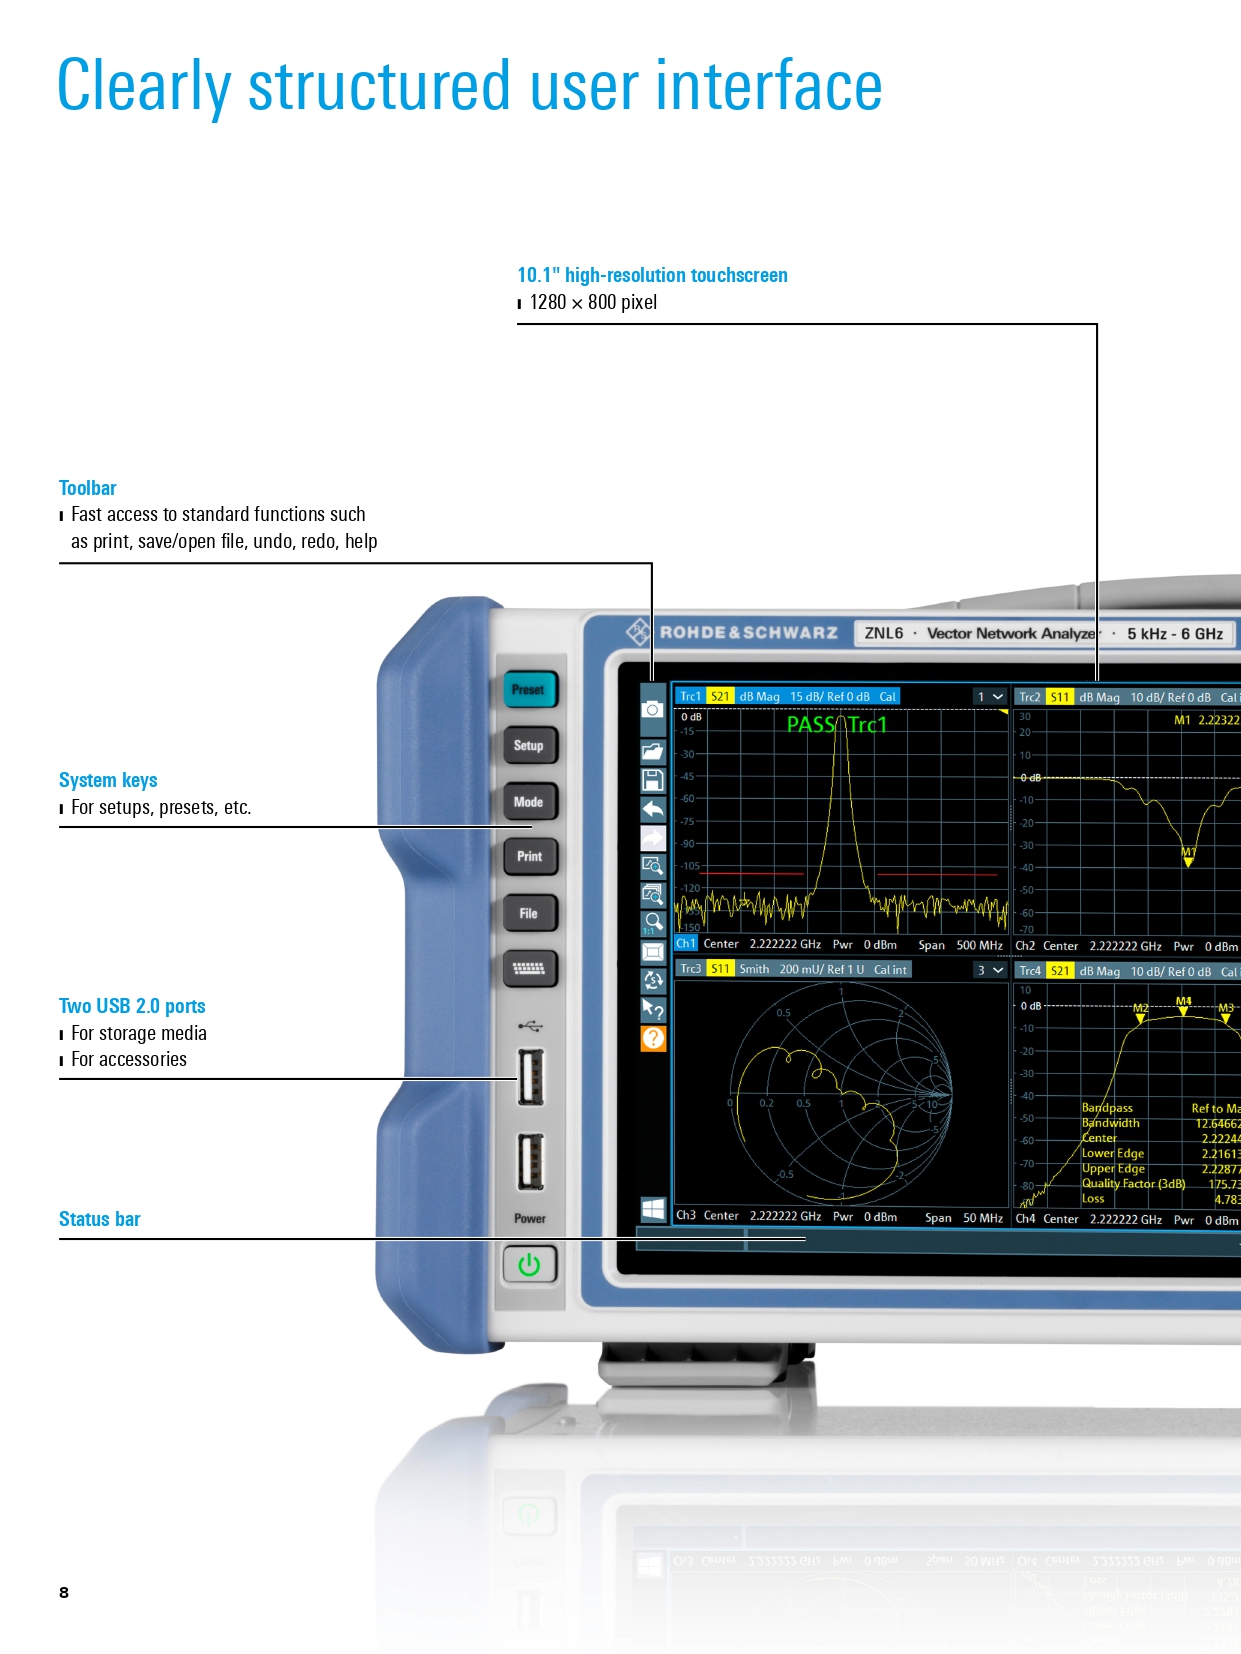 Clearly structured user interface
10.1" high-resolution touchscreen
1280 × 800 pixel
Toolbar
Fast access to standard functions such
as print, save/open file, undo, redo, help
System keys
For setups, presets, etc.
Two USB 2.0 ports
For storage media
For accessories
Status bar
ROHDE & SCHWARZ
ZNL6 · Vector Network Analyzer · 5 kHz - 6 GHz
Preset
Setup
Mode
Print
File
Power
Trc1 S21 dB Mag 15 dB/ Ref 0 dB Cal 1
PASS Trc1
0 dB
-15
-30
-45
-60
-75
-90
-105
-120
-150
Ch1 Center 2.222222 GHz Pwr 0 dBm Span 500 MHz
Trc2 S11 dB Mag 10 dB/ Ref 0 dB Cal
M1 2.22322
30
20
10
0 dB
-10
-20
-30
-40
-50
-60
-70
M1
Ch2 Center 2.222222 GHz Pwr 0 dBm
Trc3 S11 Smith 200 mU/ Ref 1 U Cal int 3
1
0.5
2
5
0 0.2 0.5 1 2 5 10
-5
-0.5
-2
-1
Ch3 Center 2.222222 GHz Pwr 0 dBm Span 50 MHz
Trc4 S21 dB Mag 10 dB/ Ref 0 dB Cal
10
0 dB
-10
-20
-30
-40
-50
-60
-70
-80
M2 M4 M3
Bandpass Ref to Ma
Bandwidth 12.64662
Center 2.22244
Lower Edge 2.21613
Upper Edge 2.22877
Quality Factor (3dB) 175.73
Loss 4.783
Ch4 Center 2.222222 GHz Pwr 0 dBm
1:1
8